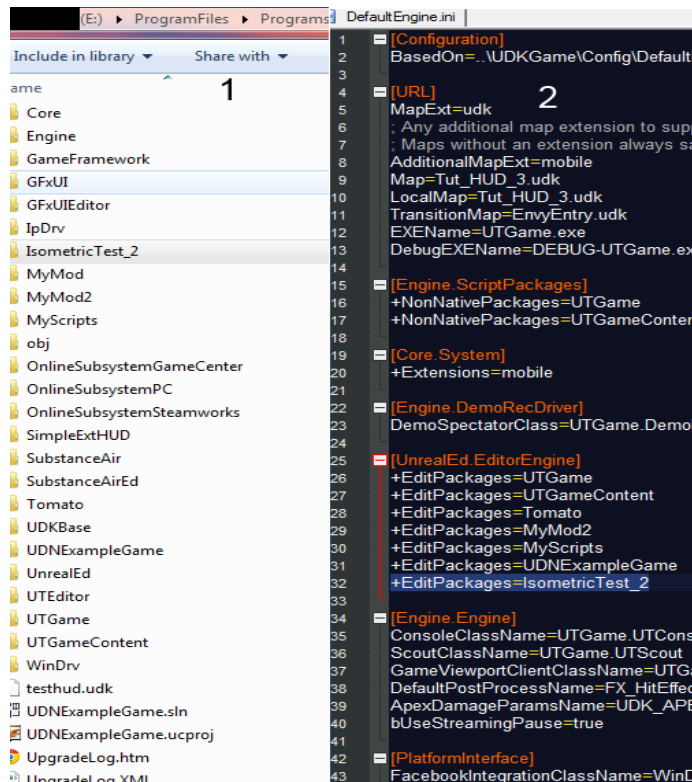 (E:) ▸ ProgramFiles ▸ Programs
Include in library Share with
1
ame
Core
Engine
GameFramework
GFxUI
GFxUIEditor
IpDrv
IsometricTest_2
MyMod
MyMod2
MyScripts
obj
OnlineSubsystemGameCenter
OnlineSubsystemPC
OnlineSubsystemSteamworks
SimpleExtHUD
SubstanceAir
SubstanceAirEd
Tomato
UDKBase
UDNExampleGame
UnrealEd
UTEditor
UTGame
UTGameContent
WinDrv
testhud.udk
UDNExampleGame.sln
UDNExampleGame.ucproj
UpgradeLog.htm
UpgradeLog.XML
DefaultEngine.ini
2
1 [Configuration]
2 BasedOn=..\UDKGame\Config\Default
3
4 [URL]
5 MapExt=udk
6 ; Any additional map extension to sup
7 ; Maps without an extension always sa
8 AdditionalMapExt=mobile
9 Map=Tut_HUD_3.udk
10 LocalMap=Tut_HUD_3.udk
11 TransitionMap=EnvyEntry.udk
12 EXEName=UTGame.exe
13 DebugEXEName=DEBUG-UTGame.ex
14
15 [Engine.ScriptPackages]
16 +NonNativePackages=UTGame
17 +NonNativePackages=UTGameConter
18
19 [Core.System]
20 +Extensions=mobile
21
22 [Engine.DemoRecDriver]
23 DemoSpectatorClass=UTGame.Demo
24
25 [UnrealEd.EditorEngine]
26 +EditPackages=UTGame
27 +EditPackages=UTGameContent
28 +EditPackages=Tomato
29 +EditPackages=MyMod2
30 +EditPackages=MyScripts
31 +EditPackages=UDNExampleGame
32 +EditPackages=IsometricTest_2
33
34 [Engine.Engine]
35 ConsoleClassName=UTGame.UTCons
36 ScoutClassName=UTGame.UTScout
37 GameViewportClientClassName=UTGa
38 DefaultPostProcessName=FX_HitEffec
39 ApexDamageParamsName=UDK_APE
40 bUseStreamingPause=true
41
42 [PlatformInterface]
43 FacebookIntegrationClassName=WinD